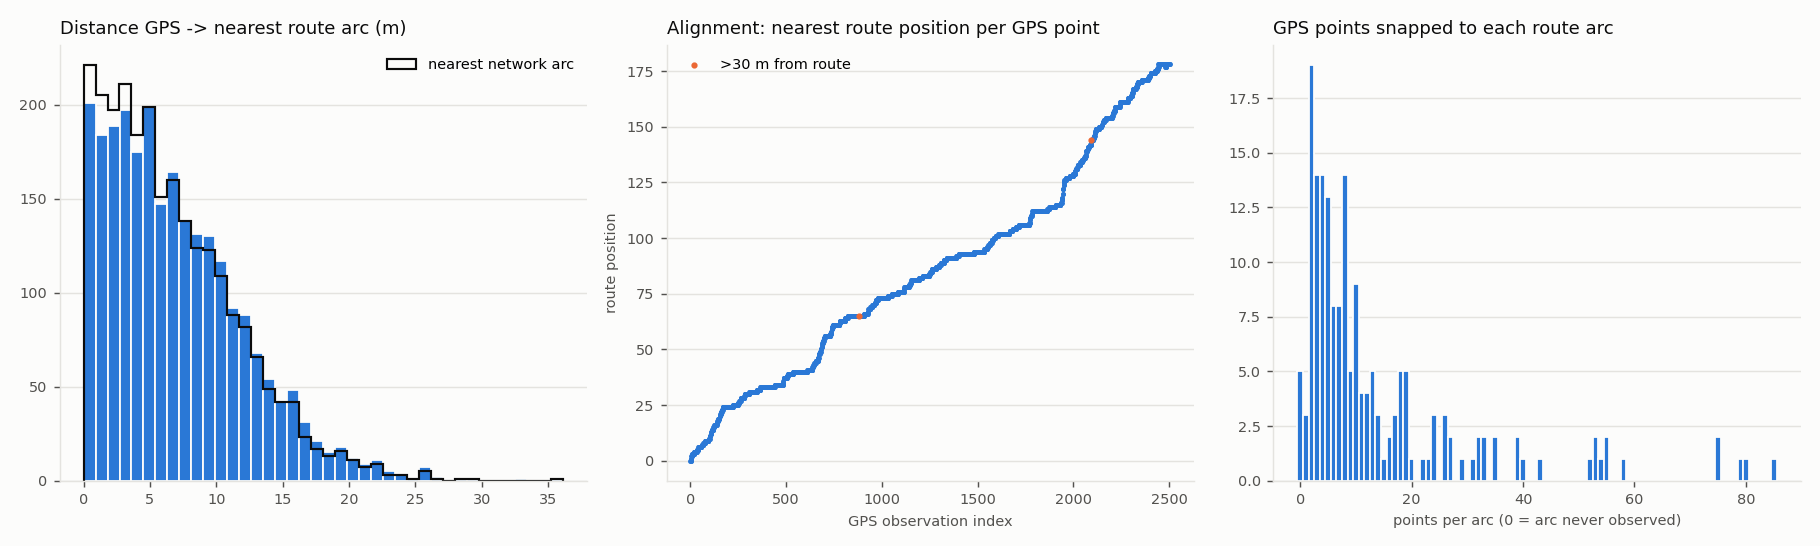 Distance GPS -> nearest route arc (m)
nearest network arc
200
150
100
50
0
0 5 10 15 20 25 30 35
Alignment: nearest route position per GPS point
>30 m from route
route position
175
150
125
100
75
50
25
0
0 500 1000 1500 2000 2500
GPS observation index
GPS points snapped to each route arc
17.5
15.0
12.5
10.0
7.5
5.0
2.5
0.0
0 20 40 60 80
points per arc (0 = arc never observed)